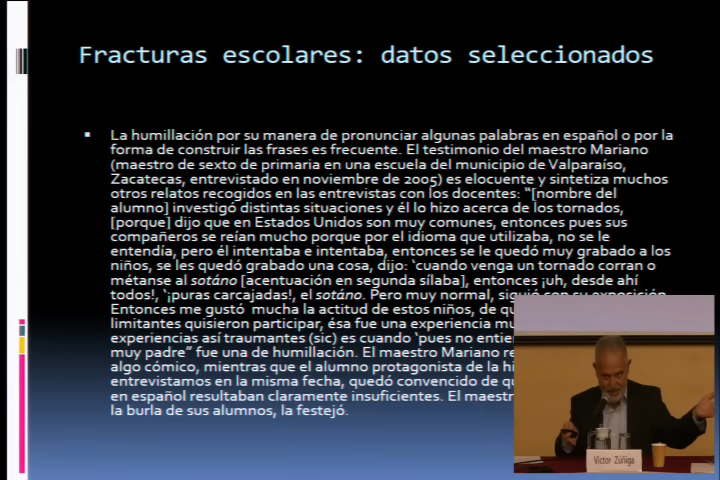 Fracturas escolares: datos seleccionados
La humillación por su manera de pronunciar algunas palabras en español o por la
forma de construir las frases es frecuente. El testimonio del maestro Mariano
(maestro de sexto de primaria en una escuela del municipio de Valparaíso,
Zacatecas, entrevistado en noviembre de 2005) es elocuente y sintetiza muchos
otros relatos recogidos en las entrevistas con los docentes: "[nombre del
alumno] investigó distintas situaciones y él lo hizo acerca de los tornados,
[porque] dijo que en Estados Unidos son muy comunes, entonces pues sus
compañeros se reían mucho porque por el idioma que utilizaba, no se le
entendía, pero él intentaba e intentaba, entonces se le quedó muy grabado a los
niños, se les quedó grabado una cosa, dijo: 'cuando venga un tornado corran o
métanse al sotáno [acentuación en segunda sílaba], entonces ¡uh, desde ahí
todos!, '¡puras carcajadas!, el sotáno. Pero muy normal, siguió con su exposición.
Entonces me gustó mucha la actitud de estos niños, de
limitantes quisieron participar, ésa fue una experiencia
experiencias así traumantes (sic) es cuando 'pues no
muy padre" fue una de humillación. El maestro Mariano
algo cómico, mientras que el alumno protagonista de la
entrevistamos en la misma fecha, quedó convencido de
en español resultaban claramente insuficientes. El
la burla de sus alumnos, la festejó.
Víctor Zúñiga